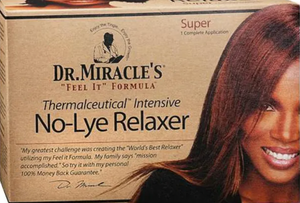 Super
1 Complete Application
DR. MIRACLE'S
"FEEL IT" FORMULA
Thermalceutical™ Intensive
No-Lye Relaxer
"My greatest challenge was creating the "World's Best Relaxer"
utilizing my Feel it Formula. My family says "mission
accomplished." So try it with my personal
100% Money Back Guarantee."